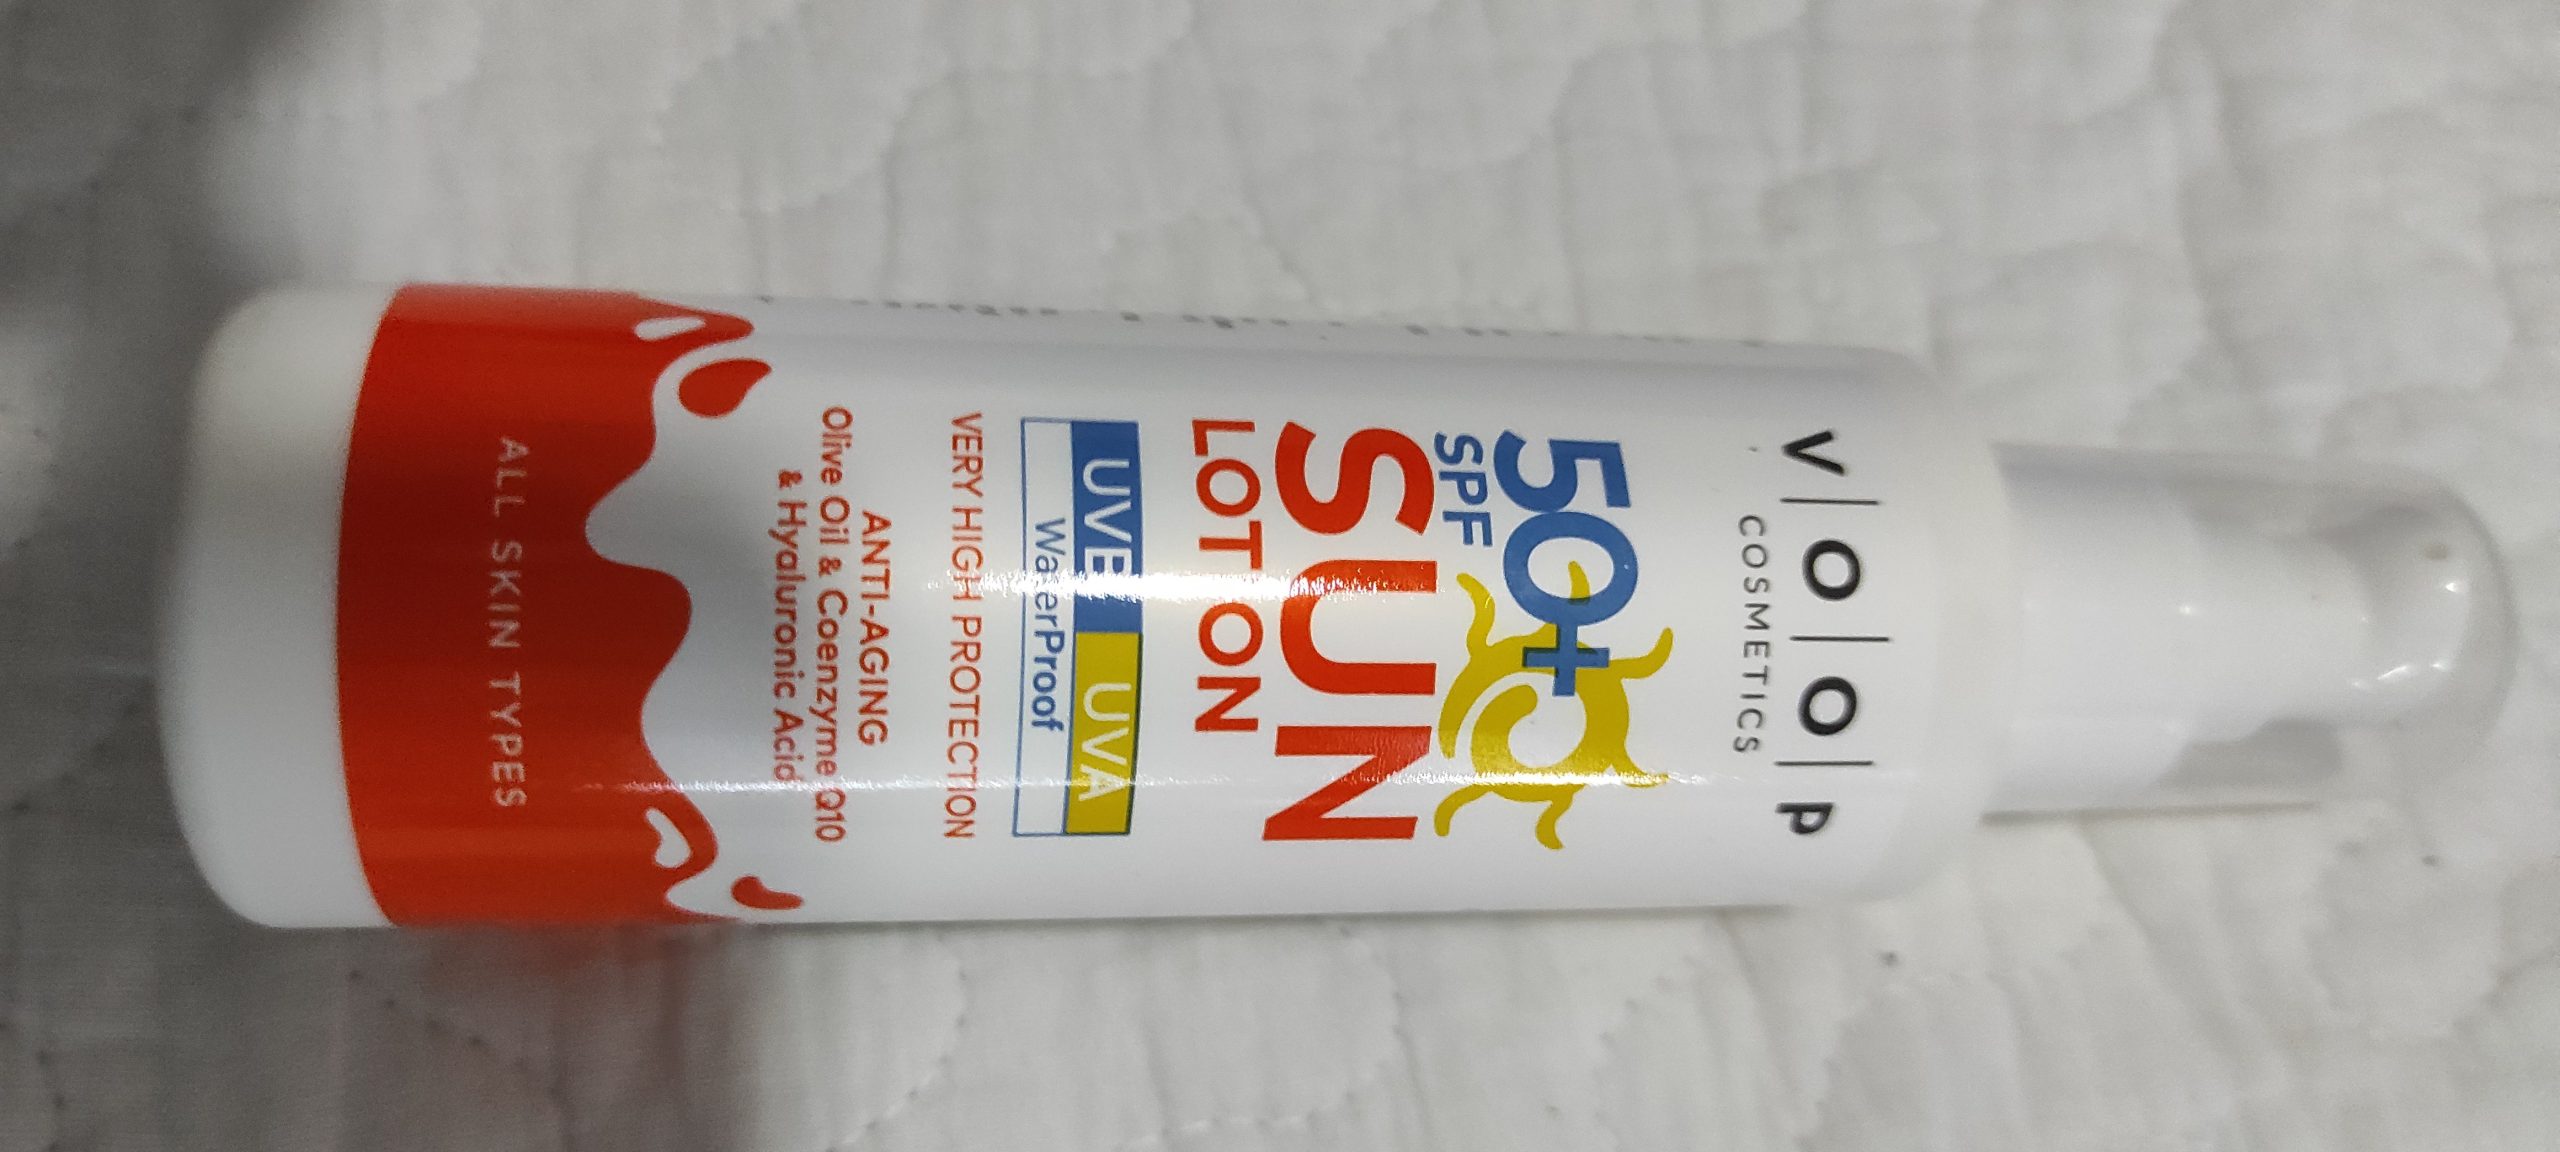 V|O|O|P
COSMETICS
50+
SPF
SUN
LOTION
UVB UVA
WaterProof
VERY HIGH PROTECTION
ANTI-AGING
Olive Oil & Coenzyme Q10
& Hyaluronic Acid
ALL SKIN TYPES